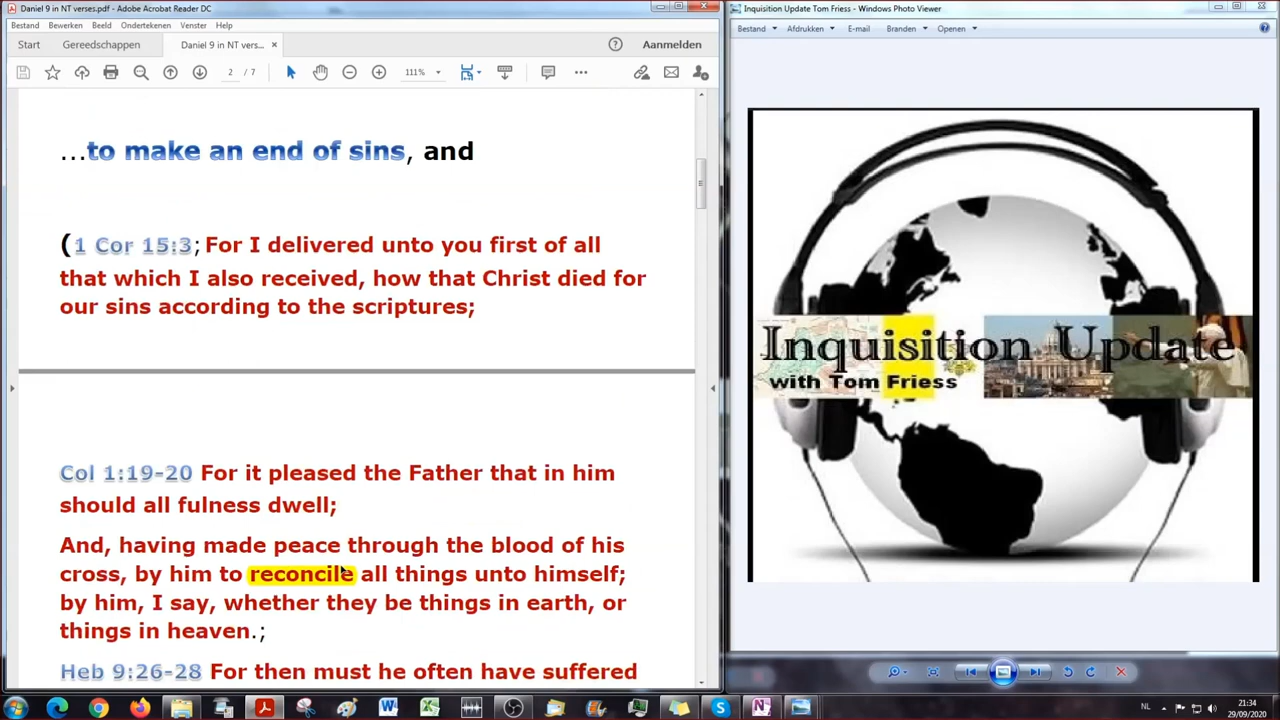 Daniel 9 in NT verses.pdf - Adobe Acrobat Reader DC
Bestand Bewerken Beeld Ondertekenen Venster Help
Start Gereedschappen Daniel 9 in NT vers... × Aanmelden
2 / 7 111%
...to make an end of sins, and
(1 Cor 15:3; For I delivered unto you first of all
that which I also received, how that Christ died for
our sins according to the scriptures;
Col 1:19-20 For it pleased the Father that in him
should all fulness dwell;
And, having made peace through the blood of his
cross, by him to reconcile all things unto himself;
by him, I say, whether they be things in earth, or
things in heaven.;
Heb 9:26-28 For then must he often have suffered
Inquisition Update Tom Friess - Windows Photo Viewer
Bestand Afdrukken E-mail Branden Openen
Inquisition Update
with Tom Friess
NL 21:34
29/09/2020